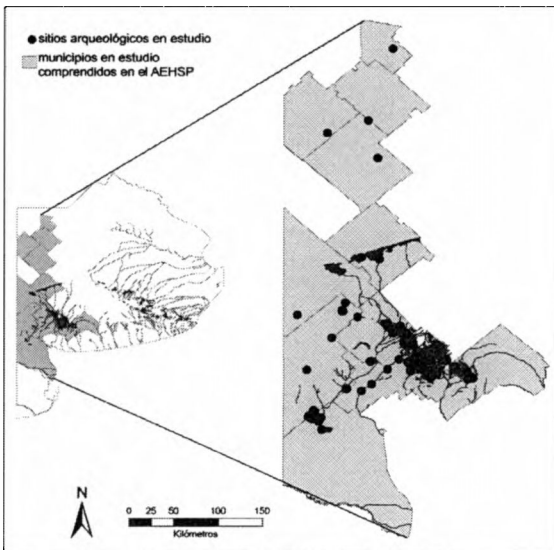 sitios arqueológicos en estudio
municipios en estudio
comprendidos en el AEHSP
N
0 25 50 100 150
Kilómetros